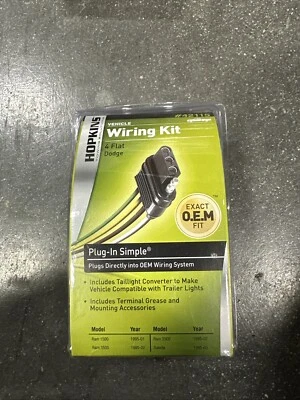 HOPKINS
VEHICLE
Wiring Kit
4 Flat
Dodge
EXACT
O.E.M
FIT
Plug-In Simple®
Plugs Directly into OEM Wiring System
• Includes Taillight Converter to Make
Vehicle Compatible with Trailer Lights
• Includes Terminal Grease and
Mounting Accessories
Model Year Model Year
Ram 1500